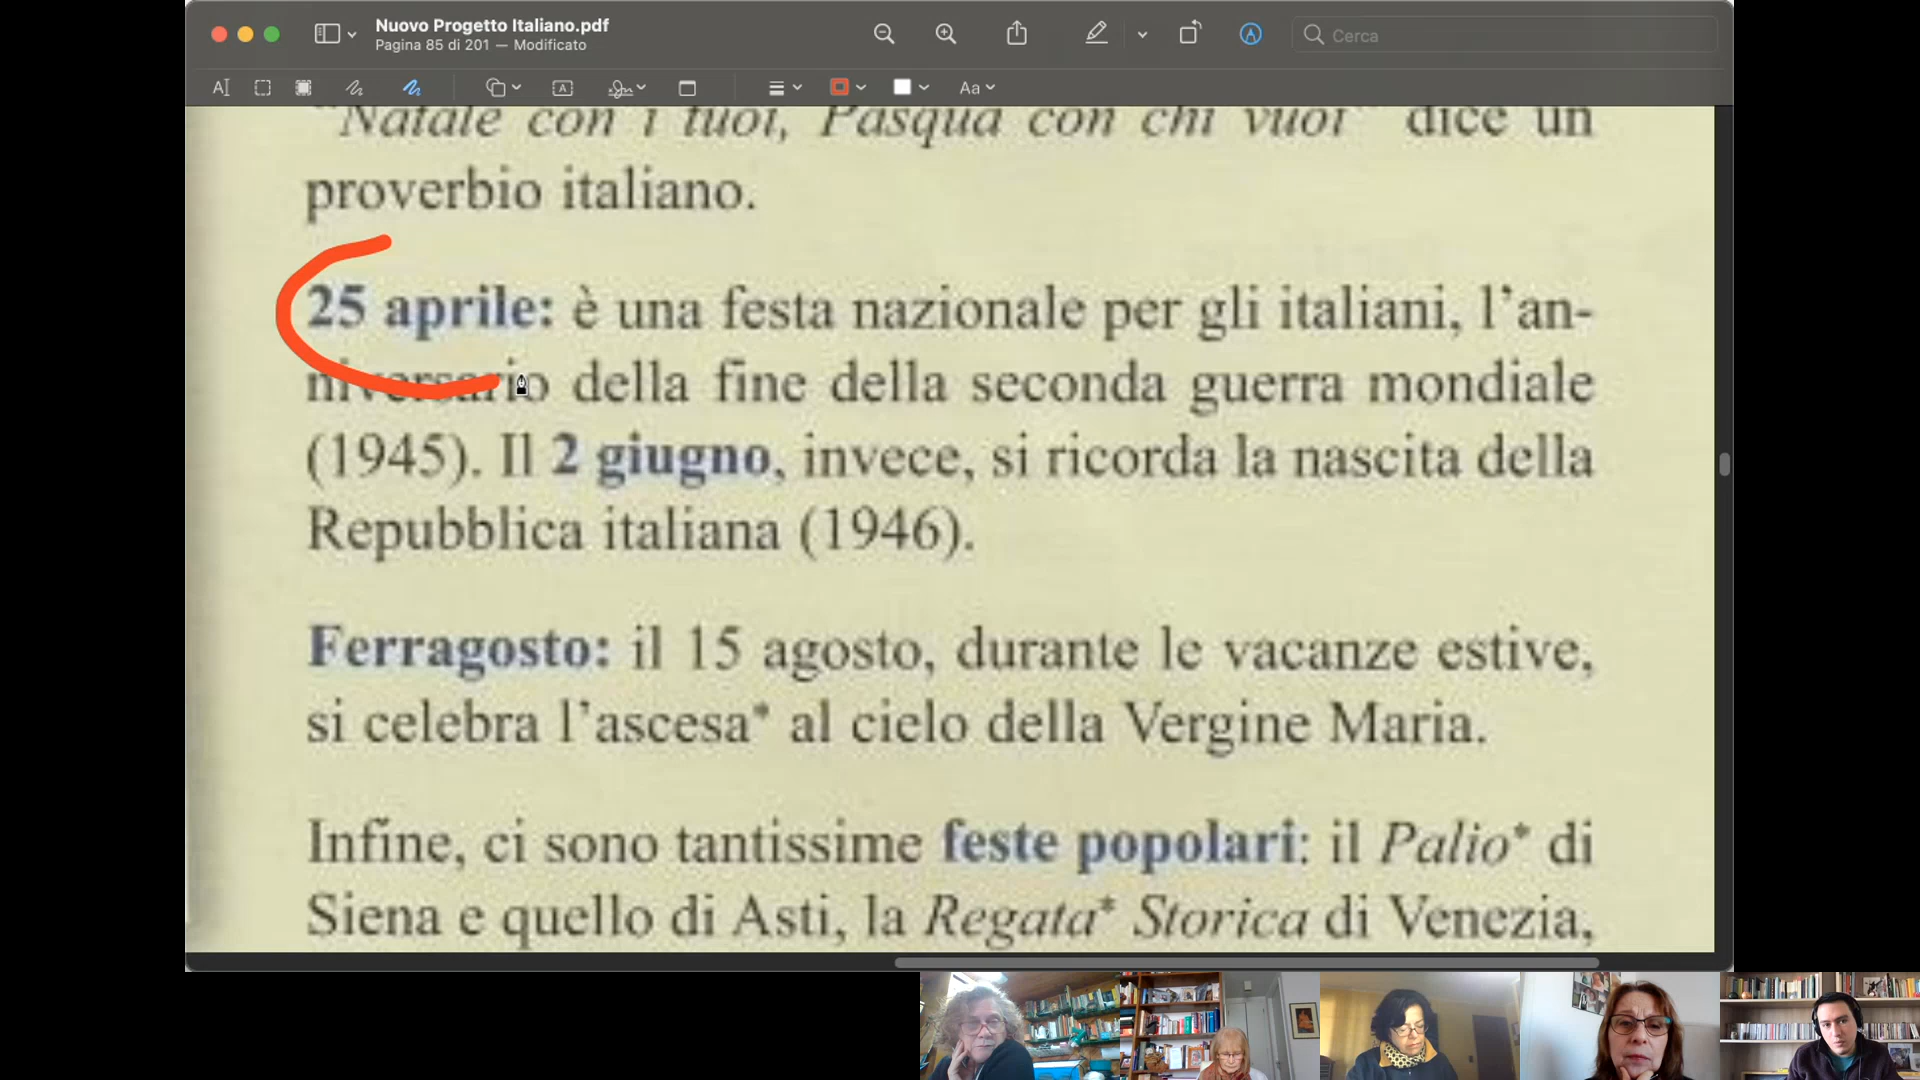 Nuovo Progetto Italiano.pdf
Pagina 85 di 201 — Modificato
Cerca
Aa
"Natale con i tuoi, Pasqua con chi vuoi" dice un
proverbio italiano.
25 aprile: è una festa nazionale per gli italiani, l'an-
niversario della fine della seconda guerra mondiale
(1945). Il 2 giugno, invece, si ricorda la nascita della
Repubblica italiana (1946).
Ferragosto: il 15 agosto, durante le vacanze estive,
si celebra l'ascesa* al cielo della Vergine Maria.
Infine, ci sono tantissime feste popolari: il Palio* di
Siena e quello di Asti, la Regata* Storica di Venezia,